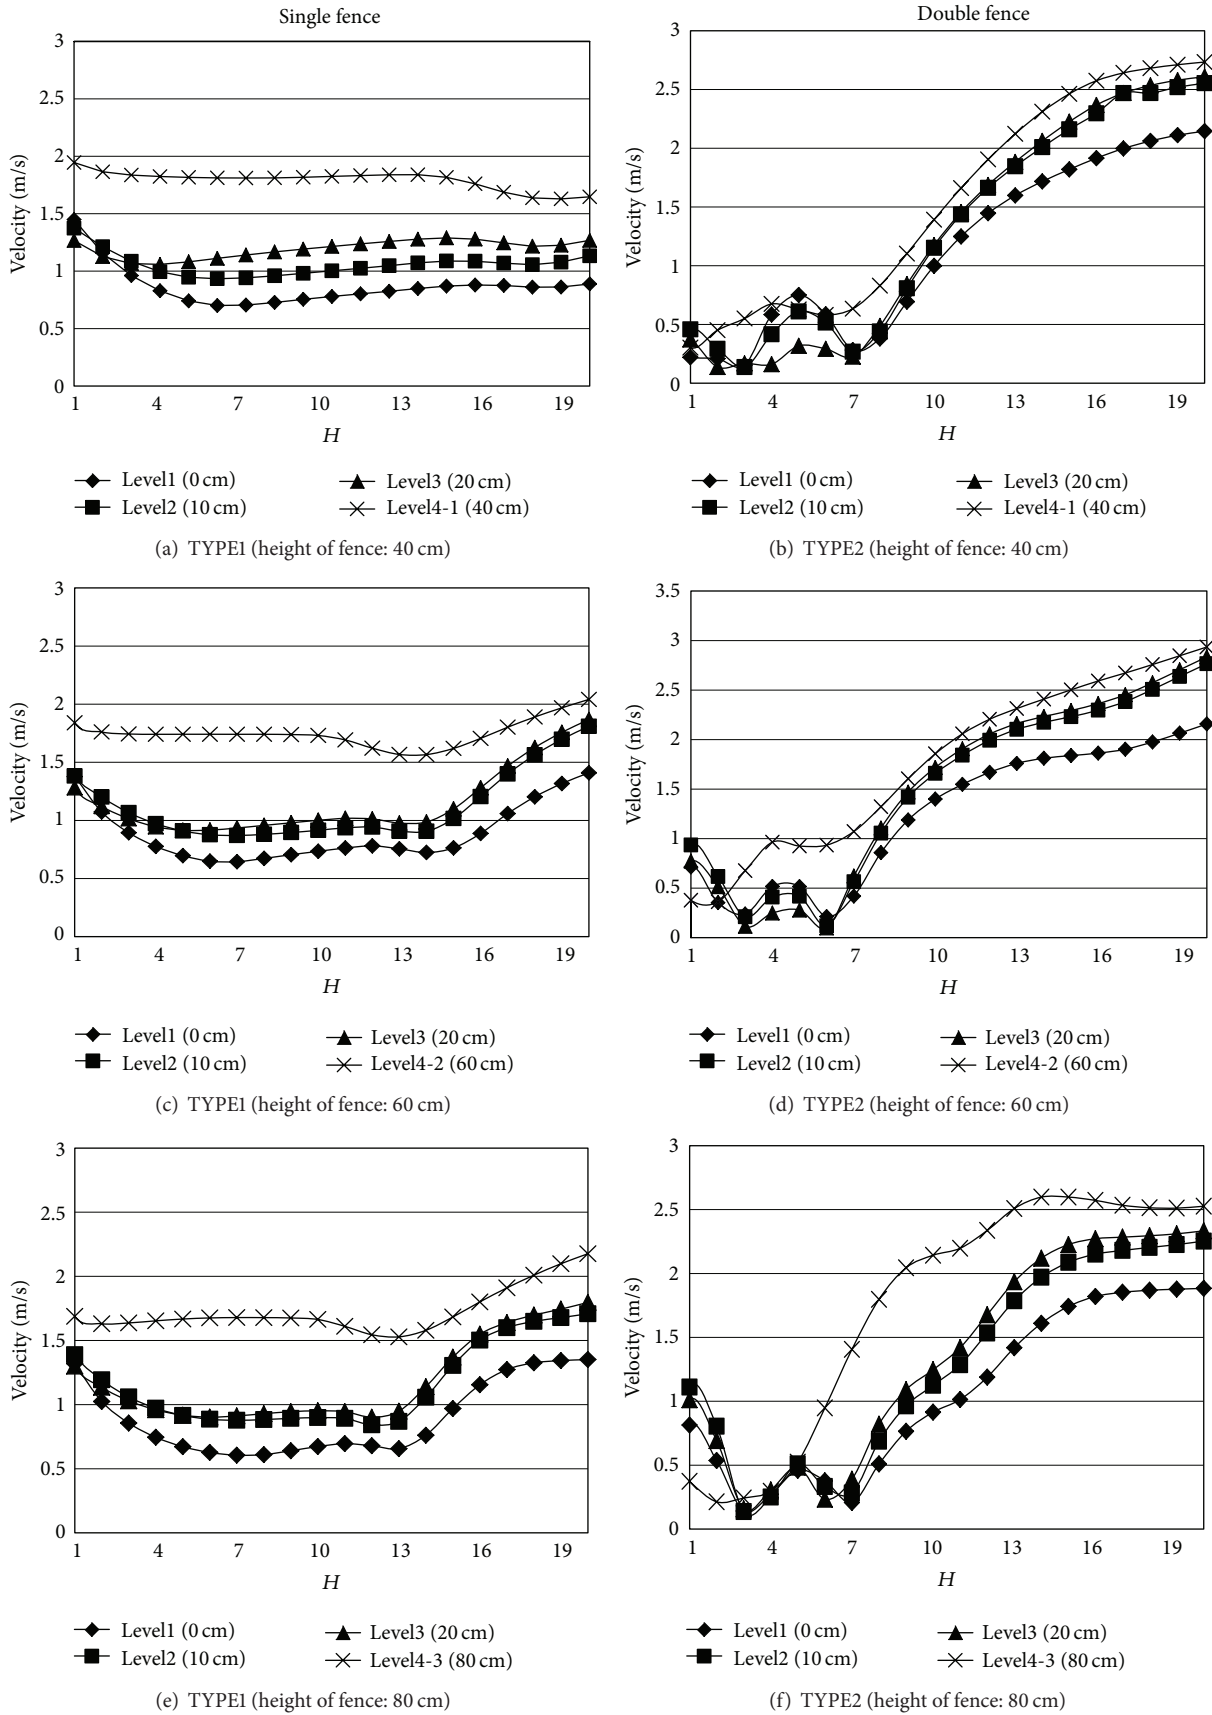 Single fence
3
2.5
2
1.5
1
0.5
0
Velocity (m/s)
1 4 7 10 13 16 19
H
Level1 (0 cm)
Level2 (10 cm)
Level3 (20 cm)
Level4-1 (40 cm)
(a) TYPE1 (height of fence: 40 cm)
Double fence
3
2.5
2
1.5
1
0.5
0
Velocity (m/s)
1 4 7 10 13 16 19
H
Level1 (0 cm)
Level2 (10 cm)
Level3 (20 cm)
Level4-1 (40 cm)
(b) TYPE2 (height of fence: 40 cm)
3
2.5
2
1.5
1
0.5
0
Velocity (m/s)
1 4 7 10 13 16 19
H
Level1 (0 cm)
Level2 (10 cm)
Level3 (20 cm)
Level4-2 (60 cm)
(c) TYPE1 (height of fence: 60 cm)
3.5
3
2.5
2
1.5
1
0.5
0
Velocity (m/s)
1 4 7 10 13 16 19
H
Level1 (0 cm)
Level2 (10 cm)
Level3 (20 cm)
Level4-2 (60 cm)
(d) TYPE2 (height of fence: 60 cm)
3
2.5
2
1.5
1
0.5
0
Velocity (m/s)
1 4 7 10 13 16 19
H
Level1 (0 cm)
Level2 (10 cm)
Level3 (20 cm)
Level4-3 (80 cm)
(e) TYPE1 (height of fence: 80 cm)
3
2.5
2
1.5
1
0.5
0
Velocity (m/s)
1 4 7 10 13 16 19
H
Level1 (0 cm)
Level2 (10 cm)
Level3 (20 cm)
Level4-3 (80 cm)
(f) TYPE2 (height of fence: 80 cm)